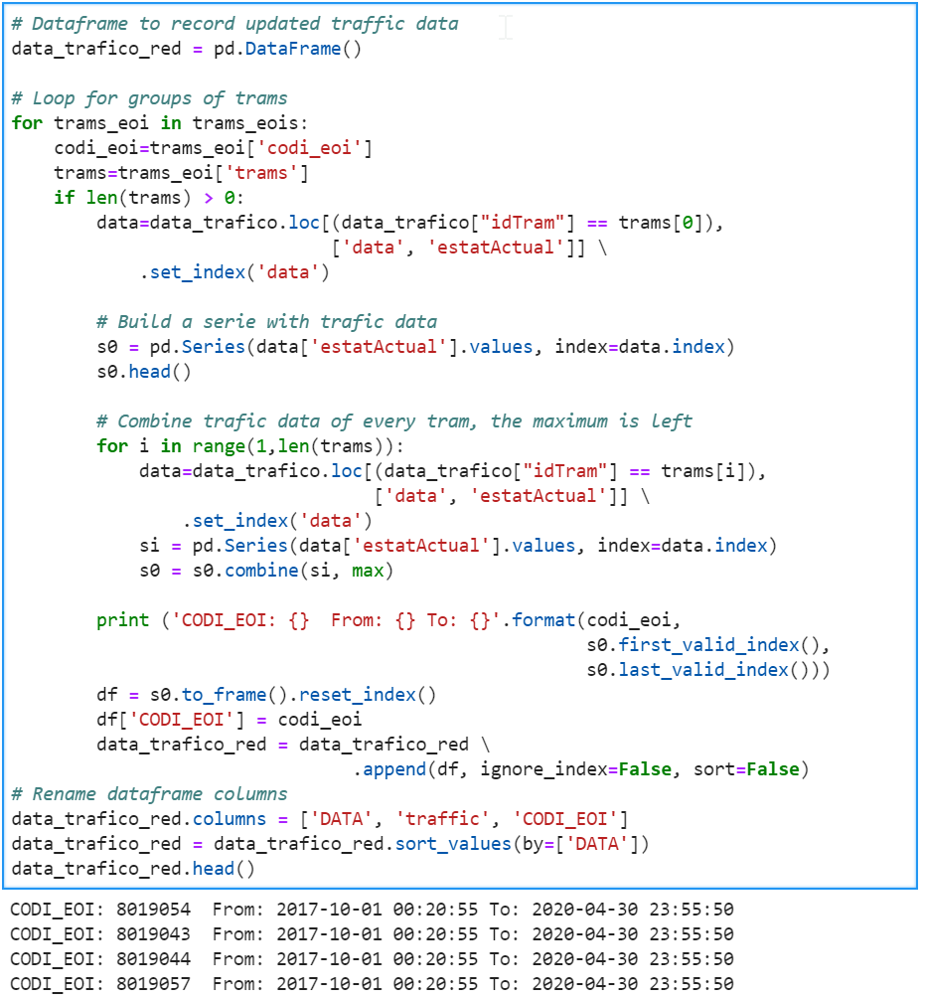 # Dataframe to record updated traffic data
data_trafico_red = pd.DataFrame()

# Loop for groups of trams
for trams_eoi in trams_eois:
    codi_eoi=trams_eoi['codi_eoi']
    trams=trams_eoi['trams']
    if len(trams) > 0:
        data=data_trafico.loc[(data_trafico["idTram"] == trams[0]),
                              ['data', 'estatActual']] \
            .set_index('data')

        # Build a serie with trafic data
        s0 = pd.Series(data['estatActual'].values, index=data.index)
        s0.head()

        # Combine trafic data of every tram, the maximum is left
        for i in range(1,len(trams)):
            data=data_trafico.loc[(data_trafico["idTram"] == trams[i]),
                                  ['data', 'estatActual']] \
                .set_index('data')
            si = pd.Series(data['estatActual'].values, index=data.index)
            s0 = s0.combine(si, max)

        print ('CODI_EOI: {}  From: {} To: {}'.format(codi_eoi,
                                                      s0.first_valid_index(),
                                                      s0.last_valid_index()))
        df = s0.to_frame().reset_index()
        df['CODI_EOI'] = codi_eoi
        data_trafico_red = data_trafico_red \
                                .append(df, ignore_index=False, sort=False)
# Rename dataframe columns
data_trafico_red.columns = ['DATA', 'traffic', 'CODI_EOI']
data_trafico_red = data_trafico_red.sort_values(by=['DATA'])
data_trafico_red.head()
CODI_EOI: 8019054  From: 2017-10-01 00:20:55 To: 2020-04-30 23:55:50
CODI_EOI: 8019043  From: 2017-10-01 00:20:55 To: 2020-04-30 23:55:50
CODI_EOI: 8019044  From: 2017-10-01 00:20:55 To: 2020-04-30 23:55:50
CODI_EOI: 8019057  From: 2017-10-01 00:20:55 To: 2020-04-30 23:55:50